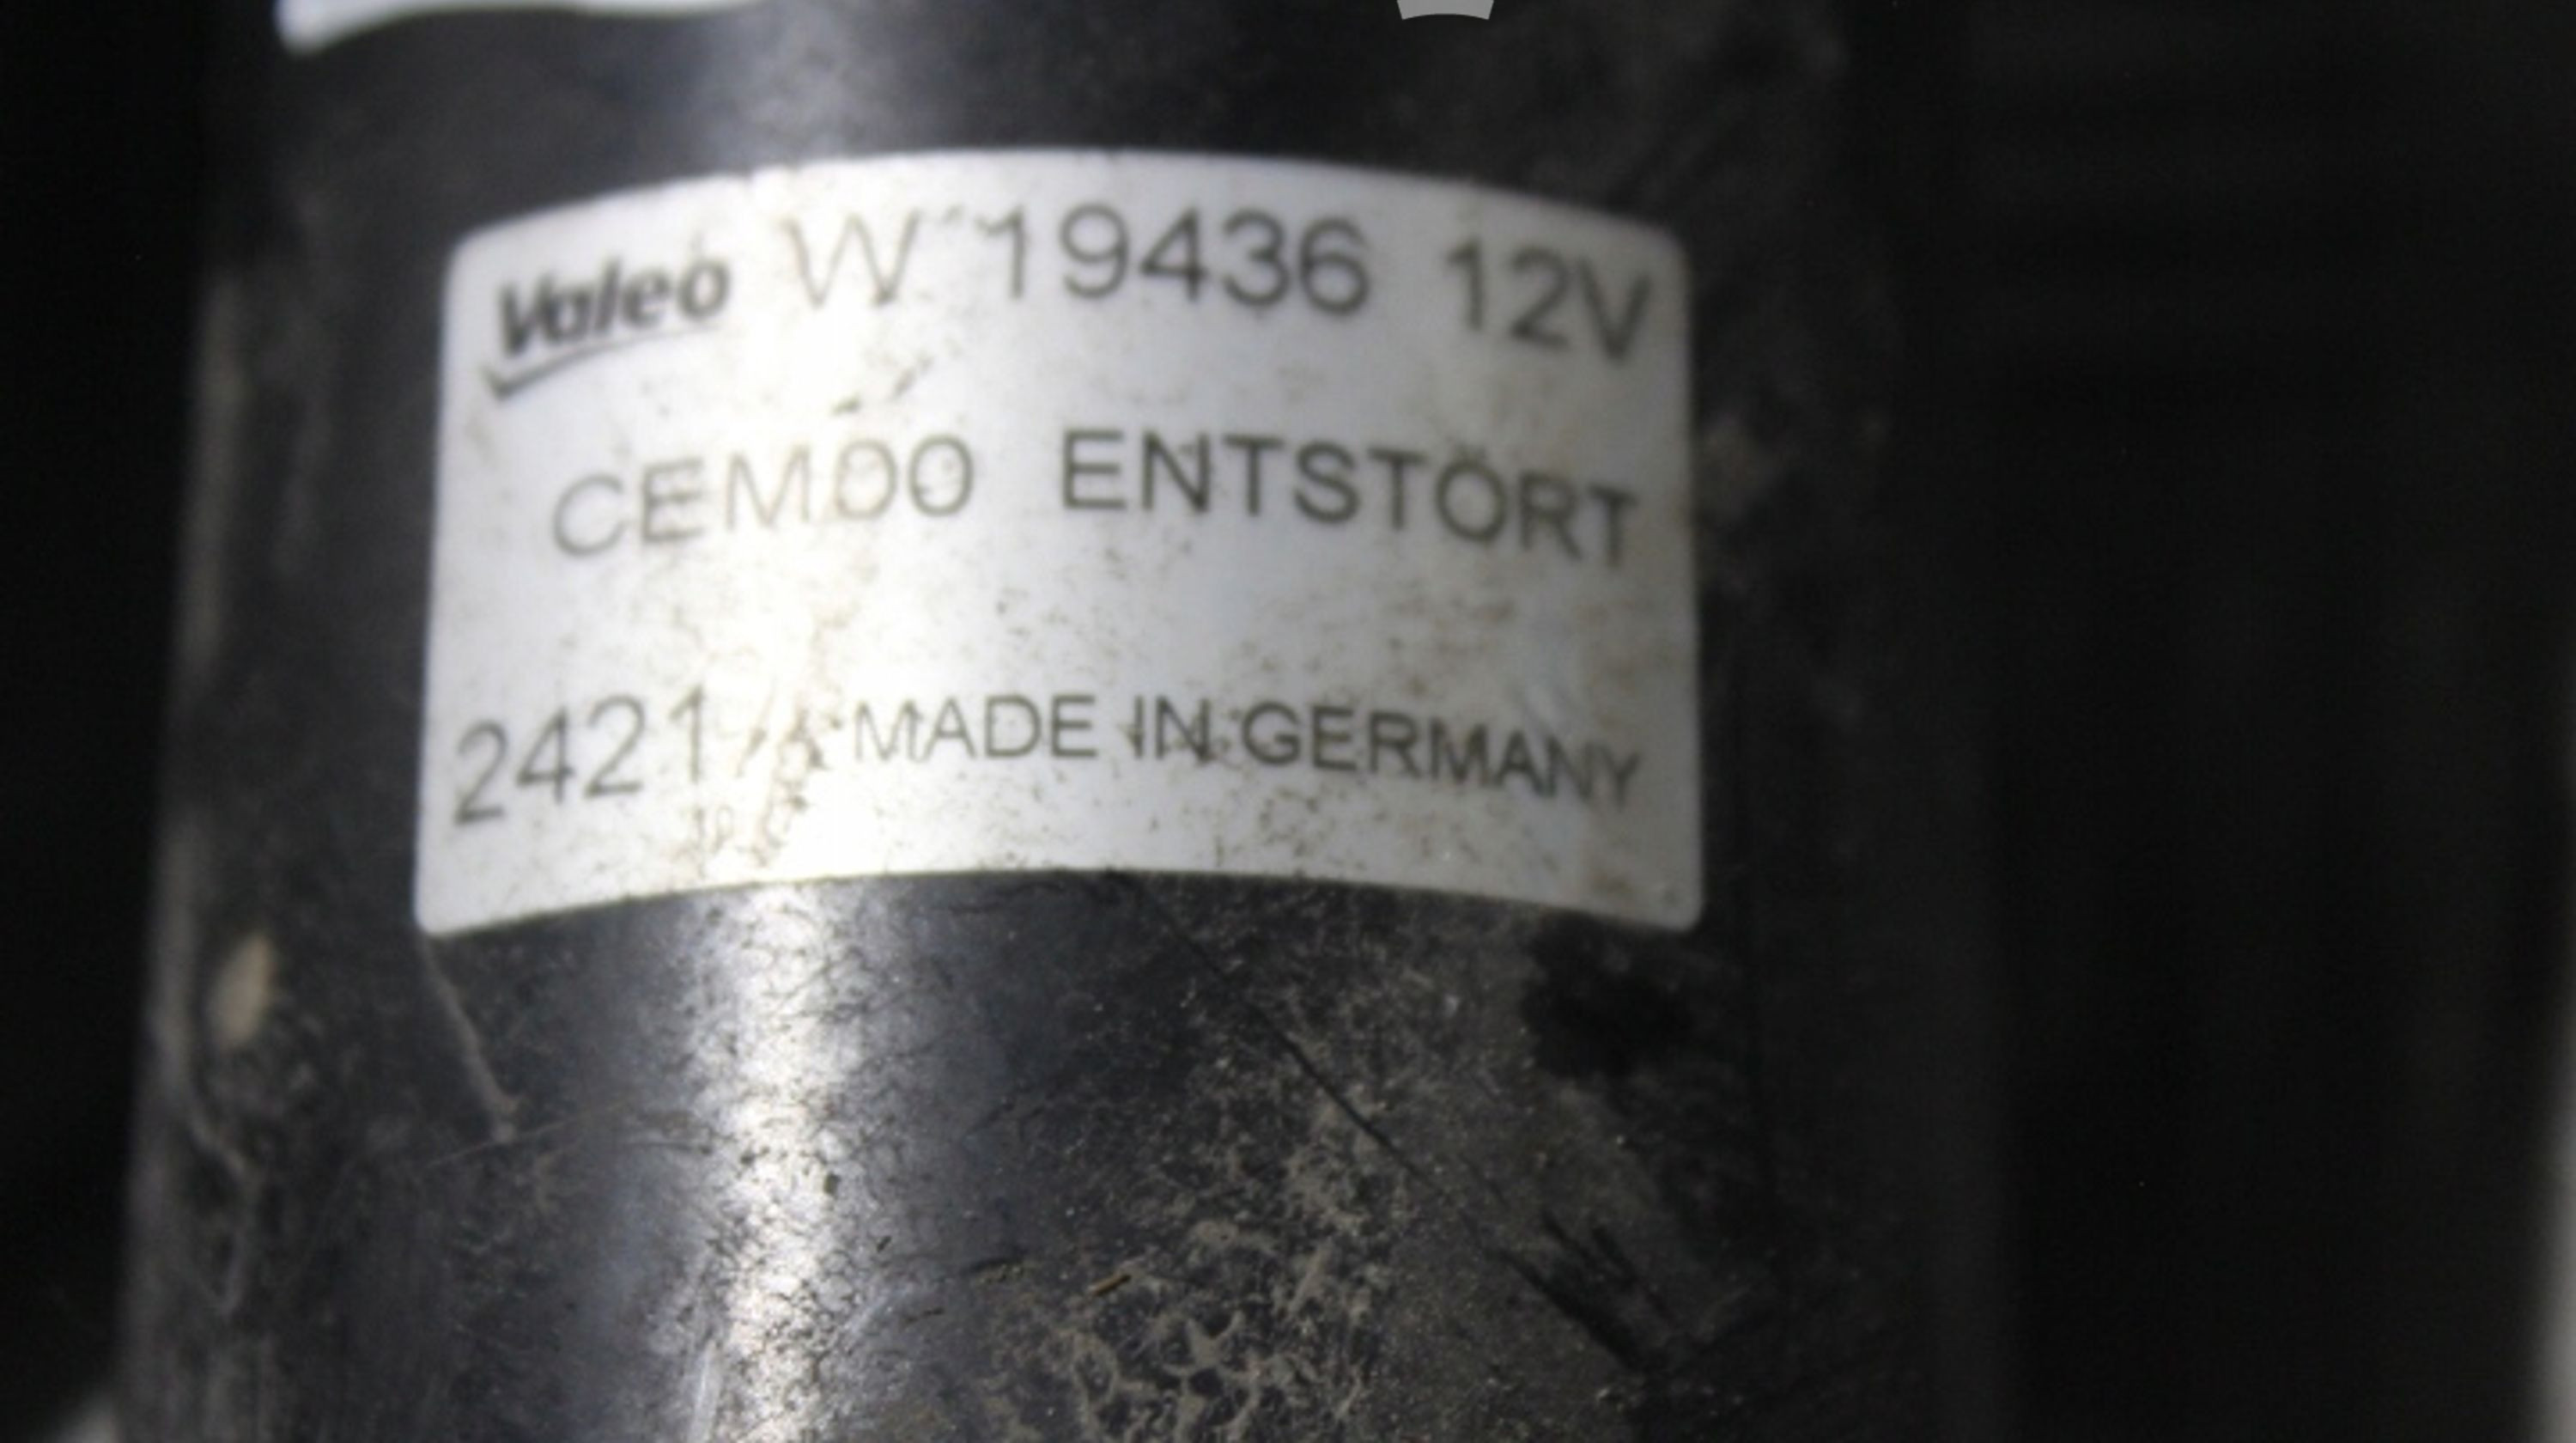 Valeo W 19436 12V
CEM00 ENTSTÖRT
2421 MADE IN GERMANY